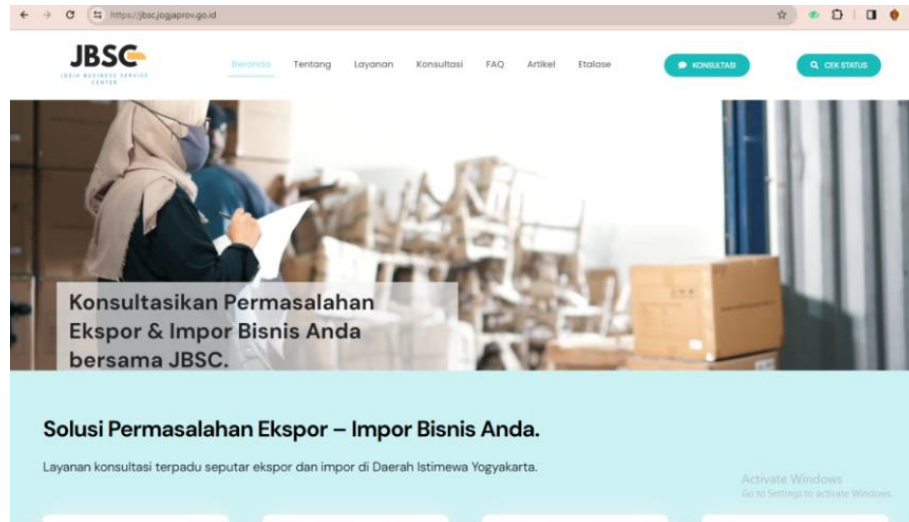 https://jbsc.jogjaprov.go.id
JBSC
JOGJA BUSINESS SERVICE
CENTER
Beranda Tentang Layanan Konsultasi FAQ Artikel Etalase KONSULTASI CEK STATUS
Konsultasikan Permasalahan
Ekspor & Impor Bisnis Anda
bersama JBSC.
Solusi Permasalahan Ekspor – Impor Bisnis Anda.
Layanan konsultasi terpadu seputar ekspor dan impor di Daerah Istimewa Yogyakarta.
Activate Windows
Go to Settings to activate Windows.